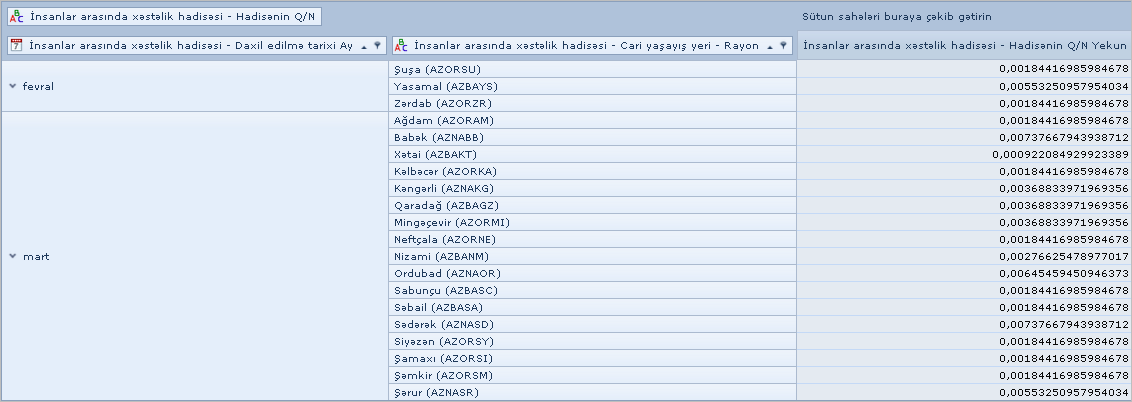 İnsanlar arasında xəstəlik hadisəsi - Hadisənin Q/N
Sütun sahələri buraya çəkib gətirin
İnsanlar arasında xəstəlik hadisəsi - Daxil edilmə tarixi Ay
İnsanlar arasında xəstəlik hadisəsi - Cari yaşayış yeri - Rayon
İnsanlar arasında xəstəlik hadisəsi - Hadisənin Q/N Yekun
fevral
Şuşa (AZORSU) 0,00184416985984678
Yasamal (AZBAYS) 0,00553250957954034
Zərdab (AZORZR) 0,00184416985984678
mart
Ağdam (AZORAM) 0,00184416985984678
Babək (AZNABB) 0,00737667943938712
Xətai (AZBAKT) 0,000922084929923389
Kəlbəcər (AZORKA) 0,00184416985984678
Kəngərli (AZNAKG) 0,00368833971969356
Qaradağ (AZBAGZ) 0,00368833971969356
Mingəçevir (AZORMI) 0,00368833971969356
Neftçala (AZORNE) 0,00184416985984678
Nizami (AZBANM) 0,00276625478977017
Ordubad (AZNAOR) 0,00645459450946373
Sabunçu (AZBASC) 0,00184416985984678
Səbail (AZBASA) 0,00184416985984678
Sədərək (AZNASD) 0,00737667943938712
Siyəzən (AZORSY) 0,00184416985984678
Şamaxı (AZORSI) 0,00184416985984678
Şəmkir (AZORSM) 0,00184416985984678
Şərur (AZNASR) 0,00553250957954034